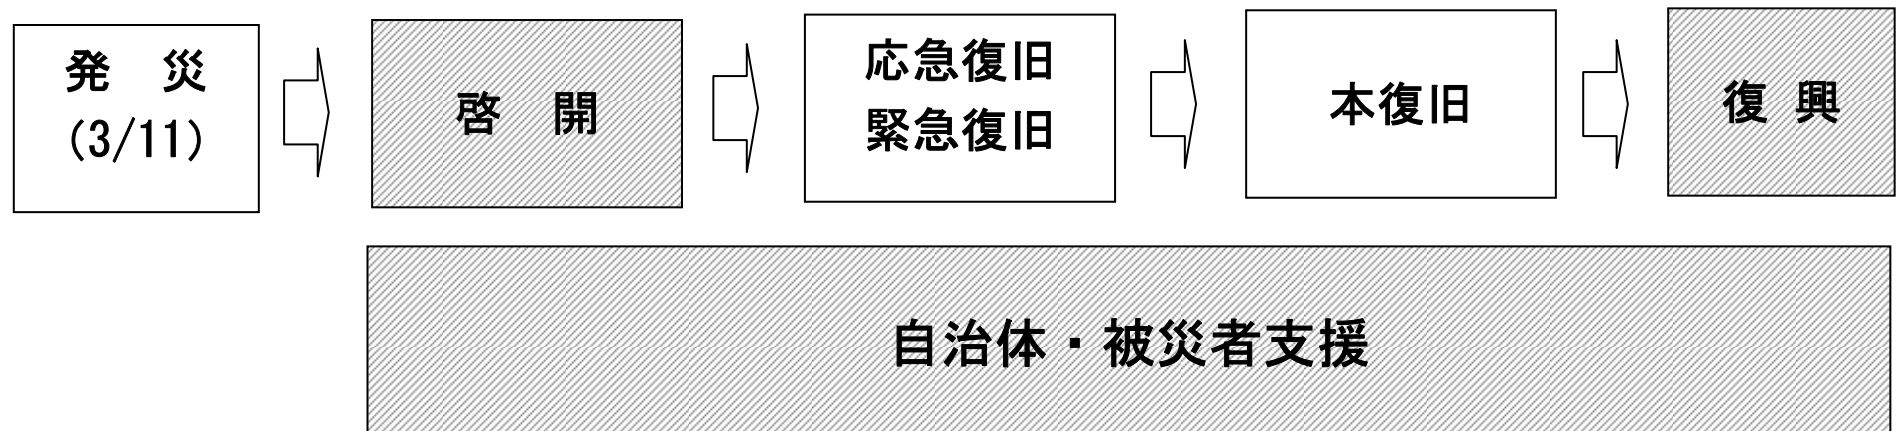 発　災
(3/11)
啓　開
応急復旧
緊急復旧
本復旧
復 興
自治体・被災者支援